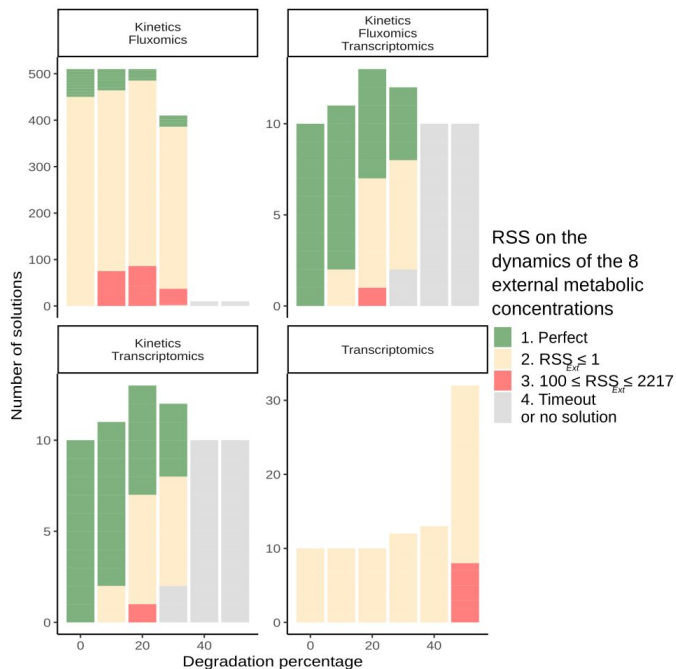 Kinetics
Fluxomics
Kinetics
Fluxomics
Transcriptomics
500
400
300
200
100
0
10
5
0
Kinetics
Transcriptomics
Transcriptomics
10
5
0
30
20
10
0
0 20 40
0 20 40
Number of solutions
Degradation percentage
RSS on the
dynamics of the 8
external metabolic
concentrations
1. Perfect
2. RSS_Ext ≤ 1
3. 100 ≤ RSS_Ext ≤ 2217
4. Timeout
or no solution